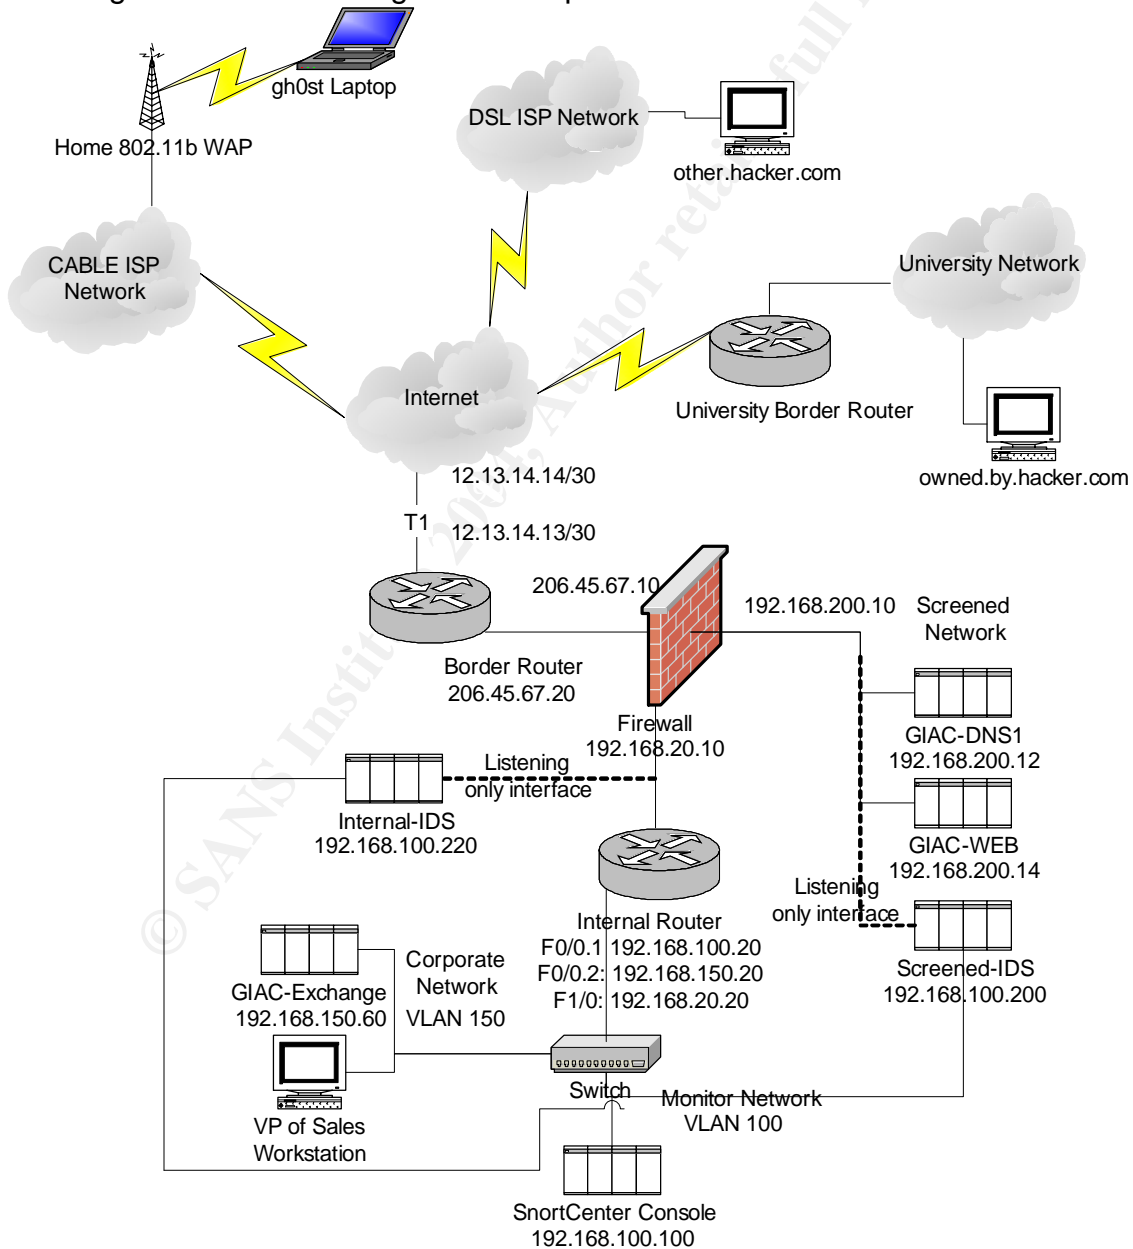 gh0st Laptop
Home 802.11b WAP
DSL ISP Network
other.hacker.com
CABLE ISP
Network
University Network
Internet
University Border Router
owned.by.hacker.com
12.13.14.14/30
T1
12.13.14.13/30
206.45.67.10
192.168.200.10
Screened
Network
Border Router
206.45.67.20
Firewall
192.168.20.10
GIAC-DNS1
192.168.200.12
Listening
only interface
Internal-IDS
192.168.100.220
GIAC-WEB
192.168.200.14
Listening
only interface
Internal Router
F0/0.1 192.168.100.20
F0/0.2: 192.168.150.20
F1/0: 192.168.20.20
Screened-IDS
192.168.100.200
Corporate
Network
VLAN 150
GIAC-Exchange
192.168.150.60
Switch
Monitor Network
VLAN 100
VP of Sales
Workstation
SnortCenter Console
192.168.100.100
© SANS Instit 2004, Author retai full